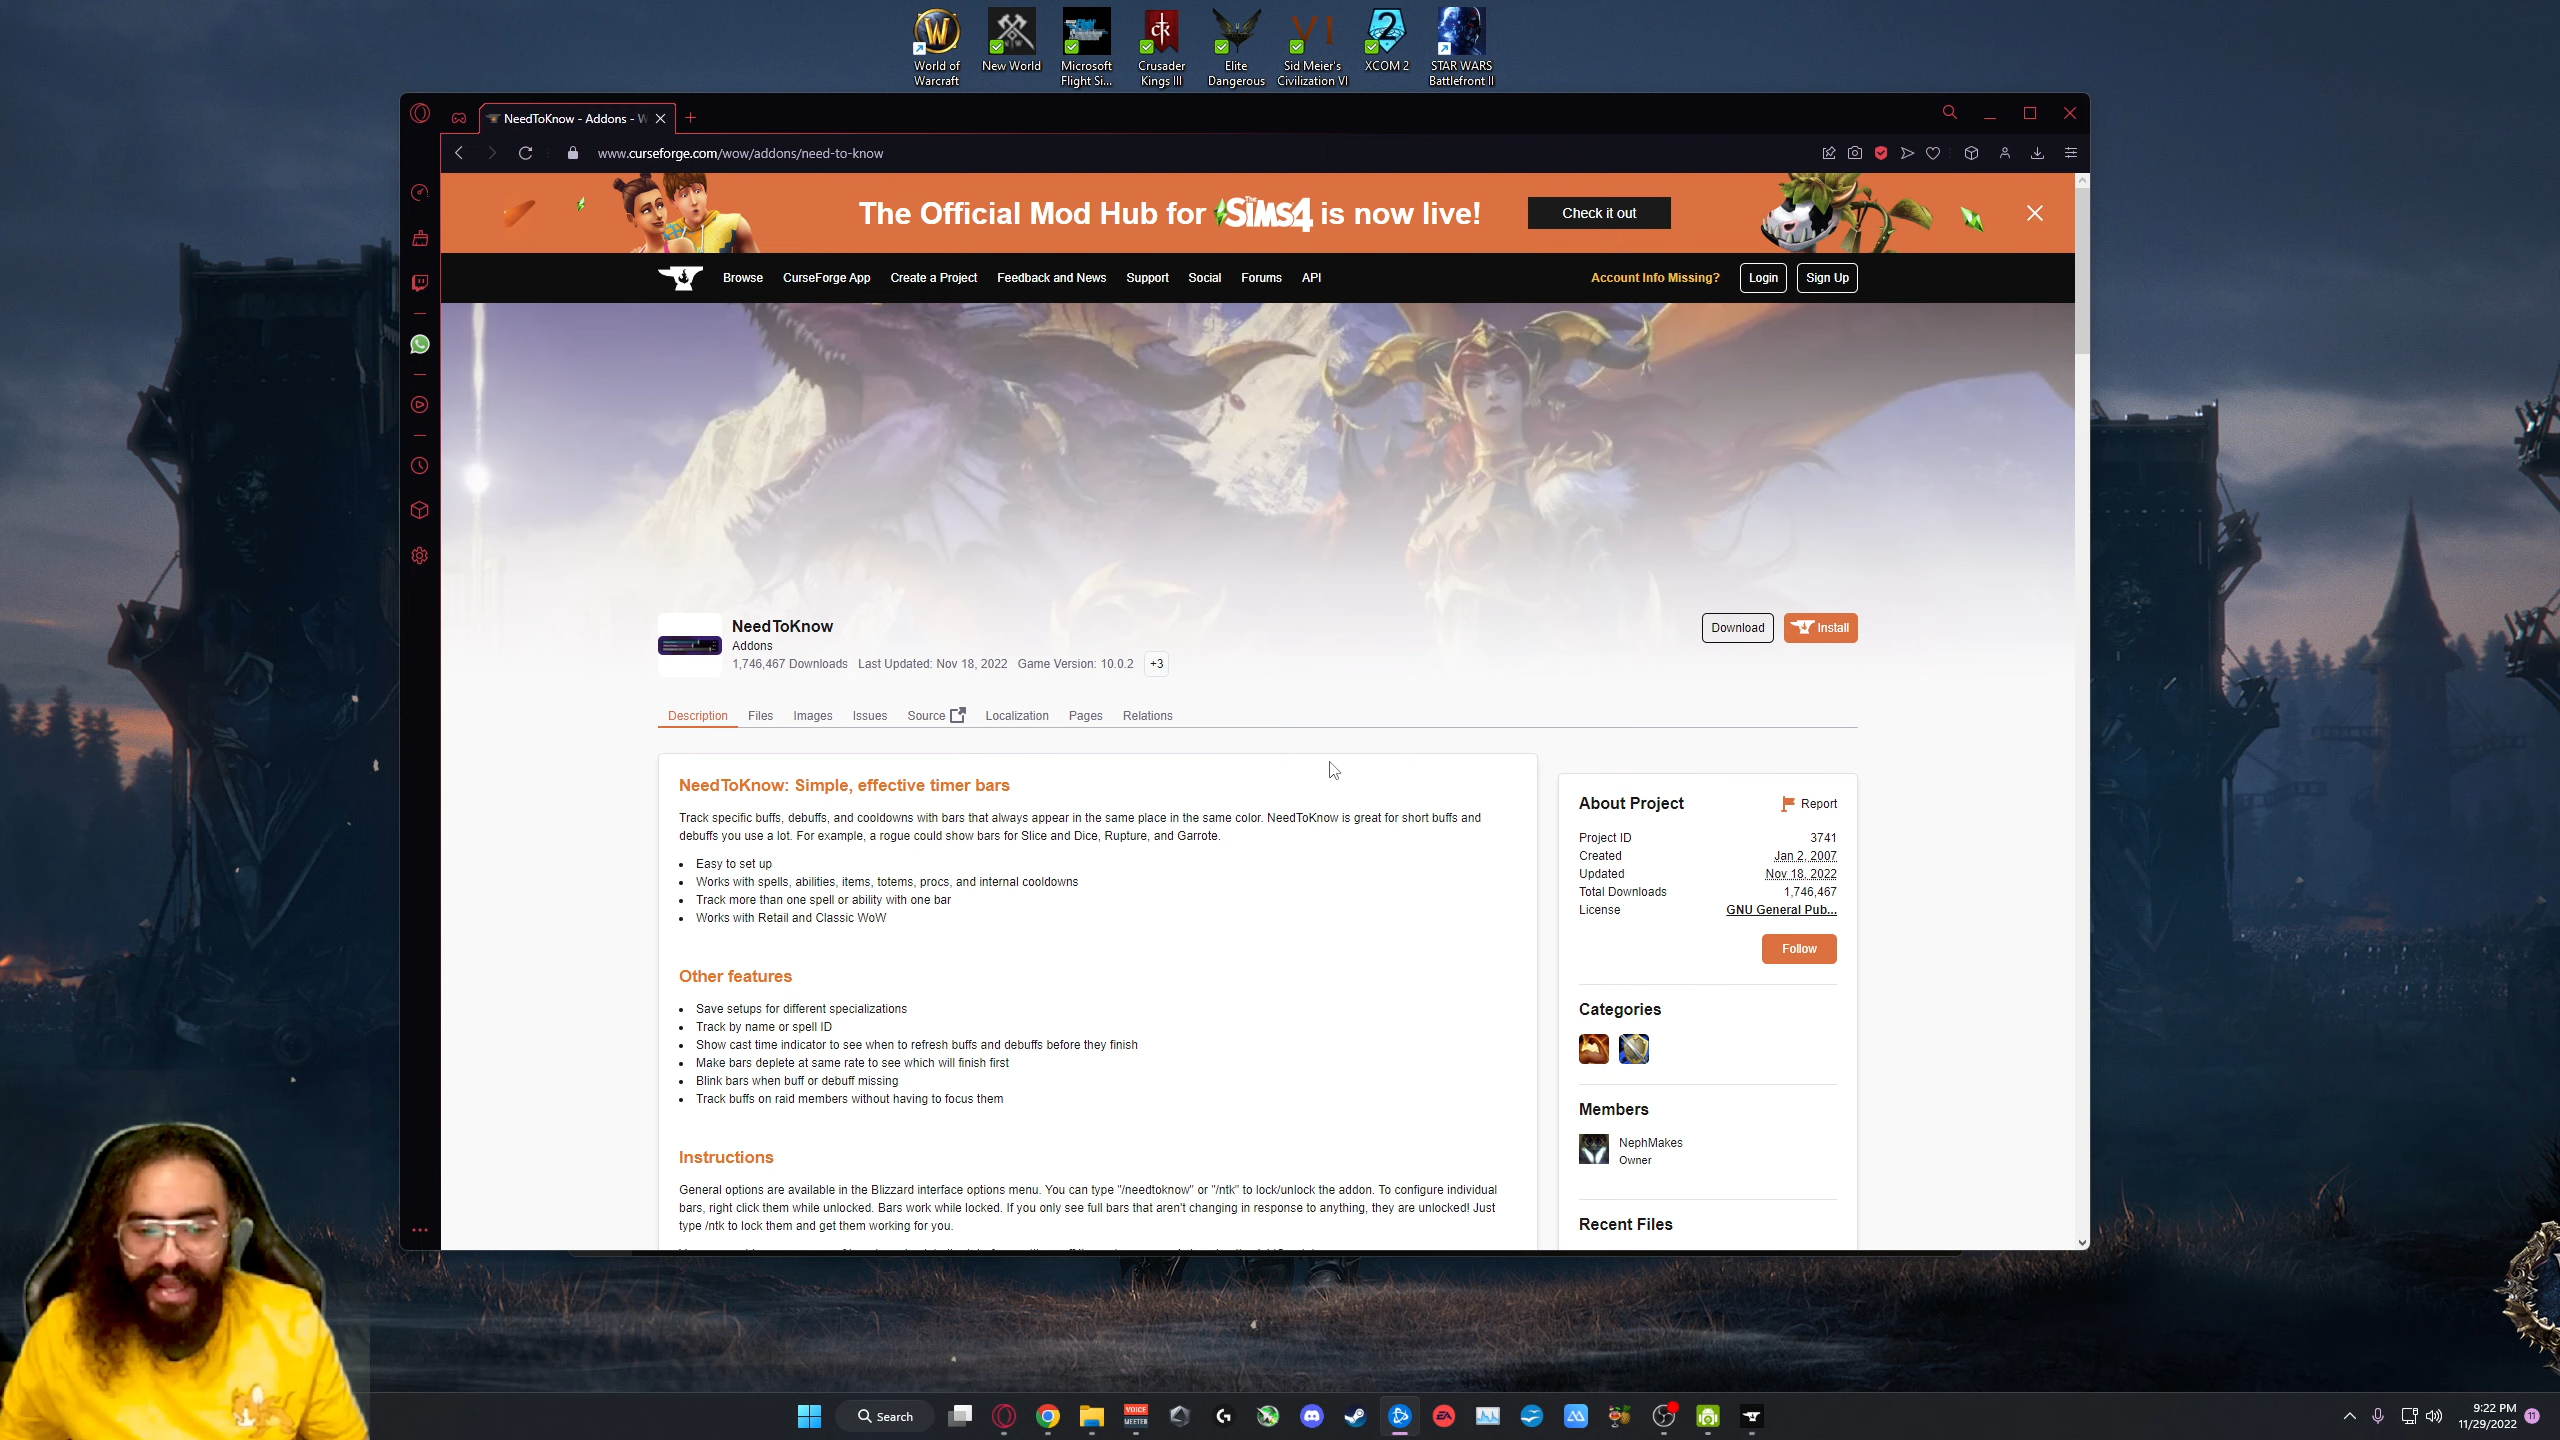 World of
Warcraft
New World
Microsoft
Flight Si...
Crusader
Kings III
Elite
Dangerous
Sid Meier's
Civilization VI
XCOM 2
STAR WARS
Battlefront II
NeedToKnow - Addons - W
www.curseforge.com/wow/addons/need-to-know
The Official Mod Hub for The SIMS4 is now live!
Check it out
Browse
CurseForge App
Create a Project
Feedback and News
Support
Social
Forums
API
Account Info Missing?
Login
Sign Up
NeedToKnow
Addons
1,746,467 Downloads Last Updated: Nov 18, 2022 Game Version: 10.0.2 +3
Download
Install
Description
Files
Images
Issues
Source
Localization
Pages
Relations
NeedToKnow: Simple, effective timer bars
Track specific buffs, debuffs, and cooldowns with bars that always appear in the same place in the same color. NeedToKnow is great for short buffs and
debuffs you use a lot. For example, a rogue could show bars for Slice and Dice, Rupture, and Garrote.
• Easy to set up
• Works with spells, abilities, items, totems, procs, and internal cooldowns
• Track more than one spell or ability with one bar
• Works with Retail and Classic WoW
Other features
• Save setups for different specializations
• Track by name or spell ID
• Show cast time indicator to see when to refresh buffs and debuffs before they finish
• Make bars deplete at same rate to see which will finish first
• Blink bars when buff or debuff missing
• Track buffs on raid members without having to focus them
Instructions
General options are available in the Blizzard interface options menu. You can type "/needtoknow" or "/ntk" to lock/unlock the addon. To configure individual
bars, right click them while unlocked. Bars work while locked. If you only see full bars that aren't changing in response to anything, they are unlocked! Just
type /ntk to lock them and get them working for you.
About Project
Report
Project ID 3741
Created Jan 2, 2007
Updated Nov 18, 2022
Total Downloads 1,746,467
License GNU General Pub...
Follow
Categories
Members
NephMakes
Owner
Recent Files
Search
VOICE
MEETER
EA
9:22 PM
11/29/2022
11